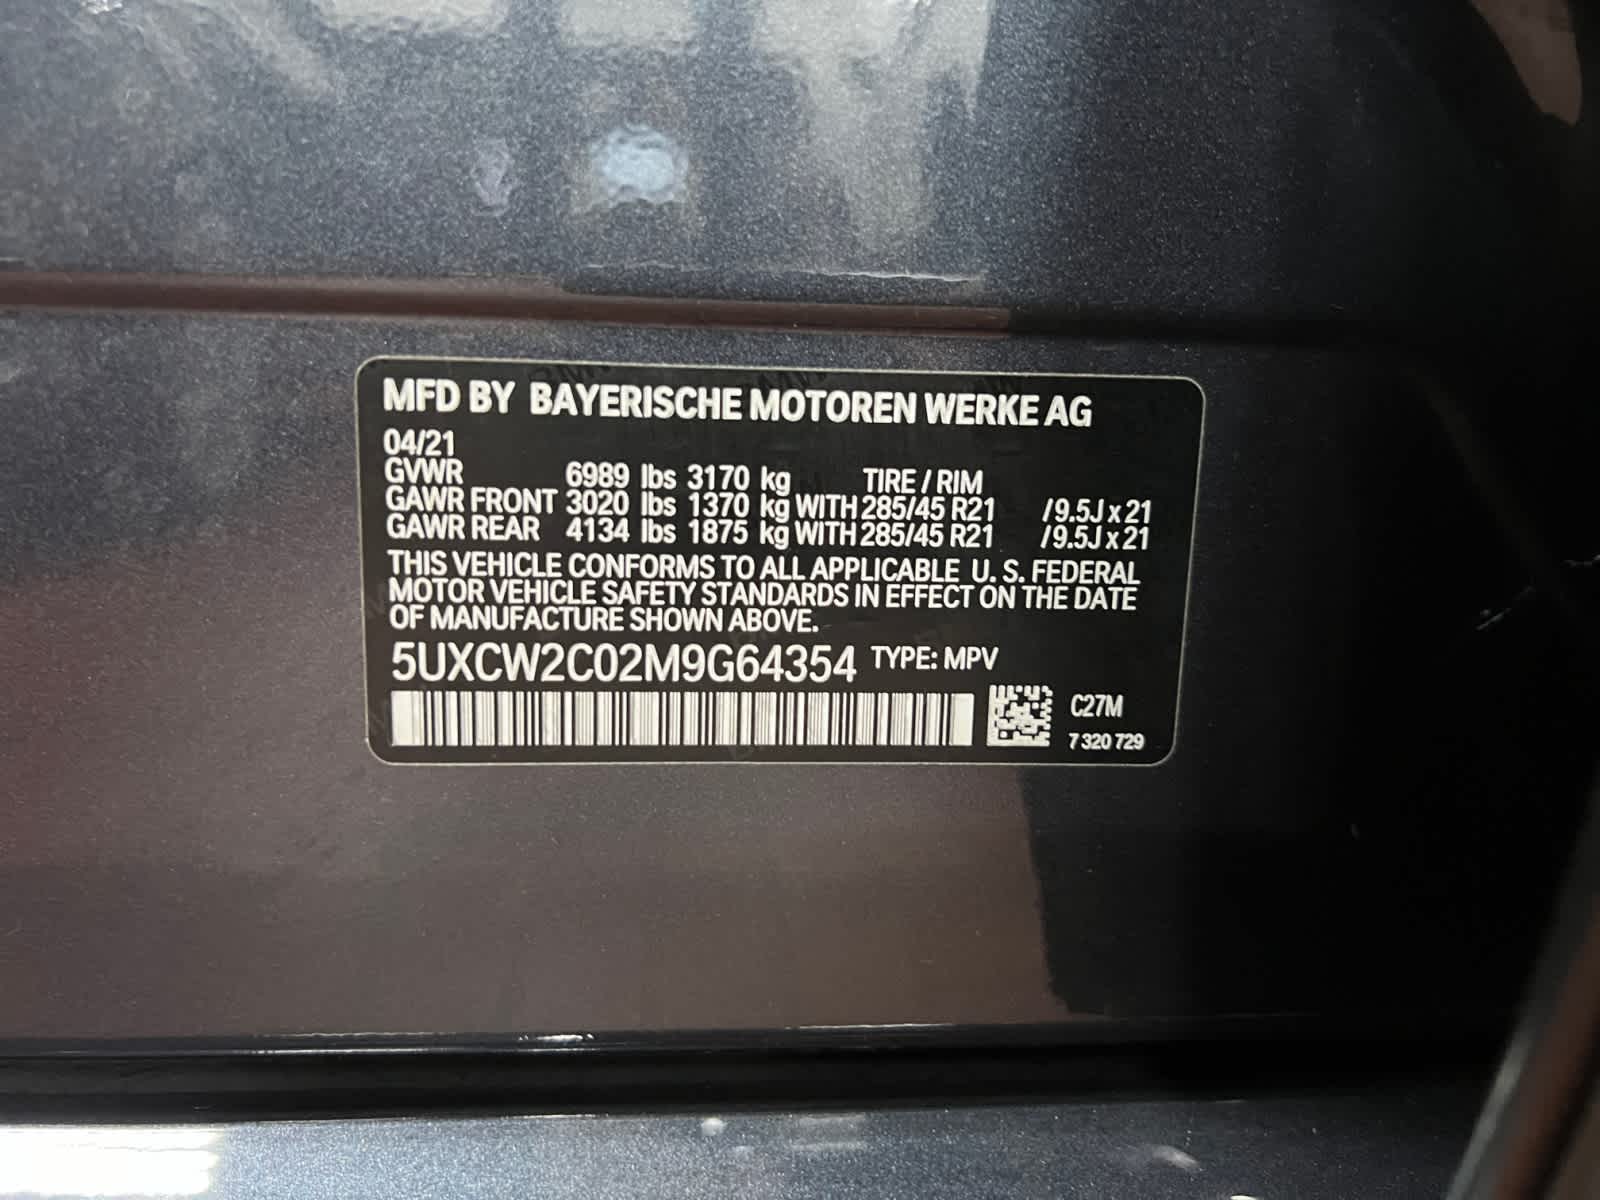 MFD BY BAYERISCHE MOTOREN WERKE AG
04/21
GVWR 6989 lbs 3170 kg TIRE / RIM
GAWR FRONT 3020 lbs 1370 kg WITH 285/45 R21 /9.5J x 21
GAWR REAR 4134 lbs 1875 kg WITH 285/45 R21 /9.5J x 21
THIS VEHICLE CONFORMS TO ALL APPLICABLE U. S. FEDERAL
MOTOR VEHICLE SAFETY STANDARDS IN EFFECT ON THE DATE
OF MANUFACTURE SHOWN ABOVE.
5UXCW2C02M9G64354 TYPE: MPV
C27M
7 320 729